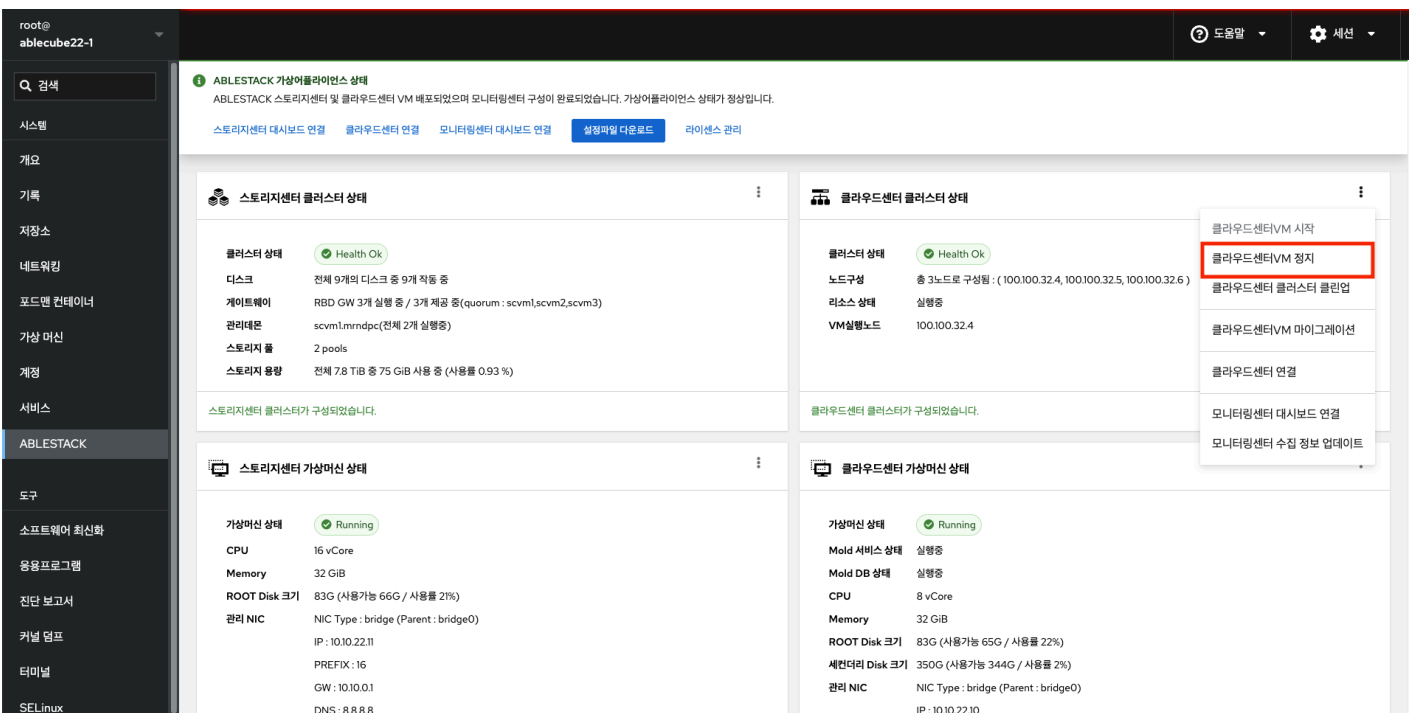 root@
ablecube22-1
도움말
세션
검색
시스템
개요
기록
저장소
네트워킹
포드맨 컨테이너
가상 머신
계정
서비스
ABLESTACK
도구
소프트웨어 최신화
응용프로그램
진단 보고서
커널 덤프
터미널
SELinux
ABLESTACK 가상어플라이언스 상태
ABLESTACK 스토리지센터 및 클라우드센터 VM 배포되었으며 모니터링센터 구성이 완료되었습니다. 가상어플라이언스 상태가 정상입니다.
스토리지센터 대시보드 연결 클라우드센터 연결 모니터링센터 대시보드 연결 설정파일 다운로드 라이센스 관리
스토리지센터 클러스터 상태
클러스터 상태 Health Ok
디스크 전체 9개의 디스크 중 9개 작동 중
게이트웨이 RBD GW 3개 실행 중 / 3개 제공 중(quorum : scvm1,scvm2,scvm3)
관리데몬 scvm1.mrndpc(전체 2개 실행중)
스토리지 풀 2 pools
스토리지 용량 전체 7.8 TiB 중 75 GiB 사용 중 (사용률 0.93 %)
스토리지센터 클러스터가 구성되었습니다.
클라우드센터 클러스터 상태
클러스터 상태 Health Ok
노드구성 총 3노드로 구성됨 : ( 100.100.32.4, 100.100.32.5, 100.100.32.6 )
리소스 상태 실행중
VM실행노드 100.100.32.4
클라우드센터 클러스터가 구성되었습니다.
클라우드센터VM 시작
클라우드센터VM 정지
클라우드센터 클러스터 클린업
클라우드센터VM 마이그레이션
클라우드센터 연결
모니터링센터 대시보드 연결
모니터링센터 수집 정보 업데이트
스토리지센터 가상머신 상태
가상머신 상태 Running
CPU 16 vCore
Memory 32 GiB
ROOT Disk 크기 83G (사용가능 66G / 사용률 21%)
관리 NIC NIC Type : bridge (Parent : bridge0)
IP : 10.10.22.11
PREFIX : 16
GW : 10.10.0.1
DNS : 8.8.8.8
클라우드센터 가상머신 상태
가상머신 상태 Running
Mold 서비스 상태 실행중
Mold DB 상태 실행중
CPU 8 vCore
Memory 32 GiB
ROOT Disk 크기 83G (사용가능 65G / 사용률 22%)
세컨더리 Disk 크기 350G (사용가능 344G / 사용률 2%)
관리 NIC NIC Type : bridge (Parent : bridge0)
IP : 10.10.22.10